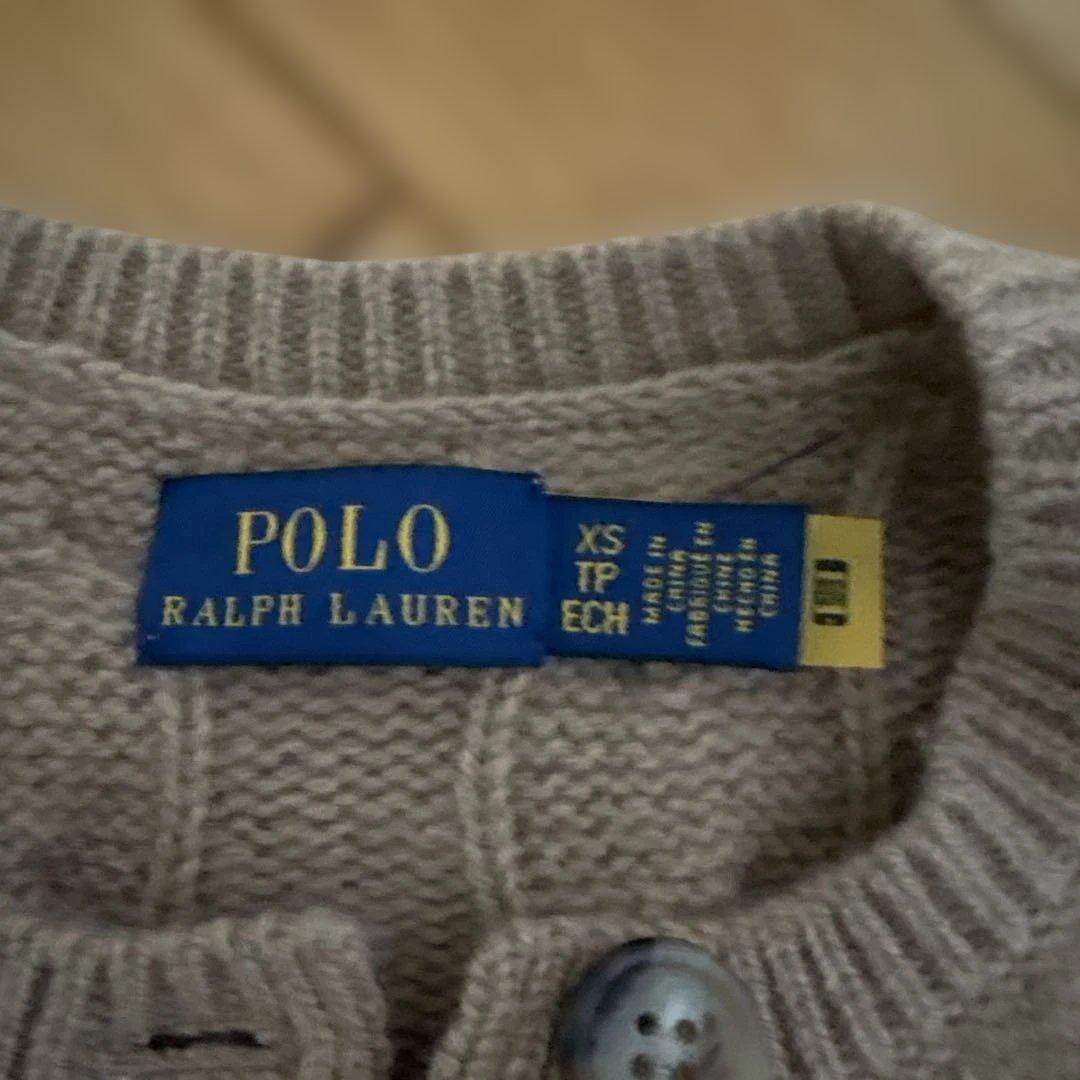 POLO
RALPH LAUREN
XS
TP
ECH
MADE IN
CHINA
FABRIQUÉ EN
CHINE
HECHO EN
CHINA